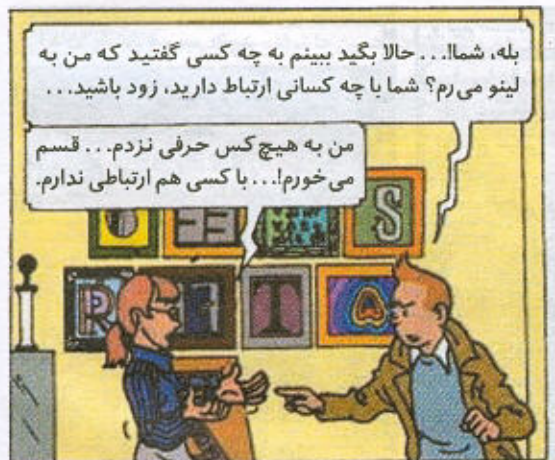 بله، شما!... حالا بگید ببینم به چه کسی گفتید که من به
لینو می‌رم؟ شما با چه کسانی ارتباط دارید، زود باشید...
من به هیچ کس حرفی نزدم... قسم
می‌خورم!... با کسی هم ارتباطی ندارم.
S
R I T A